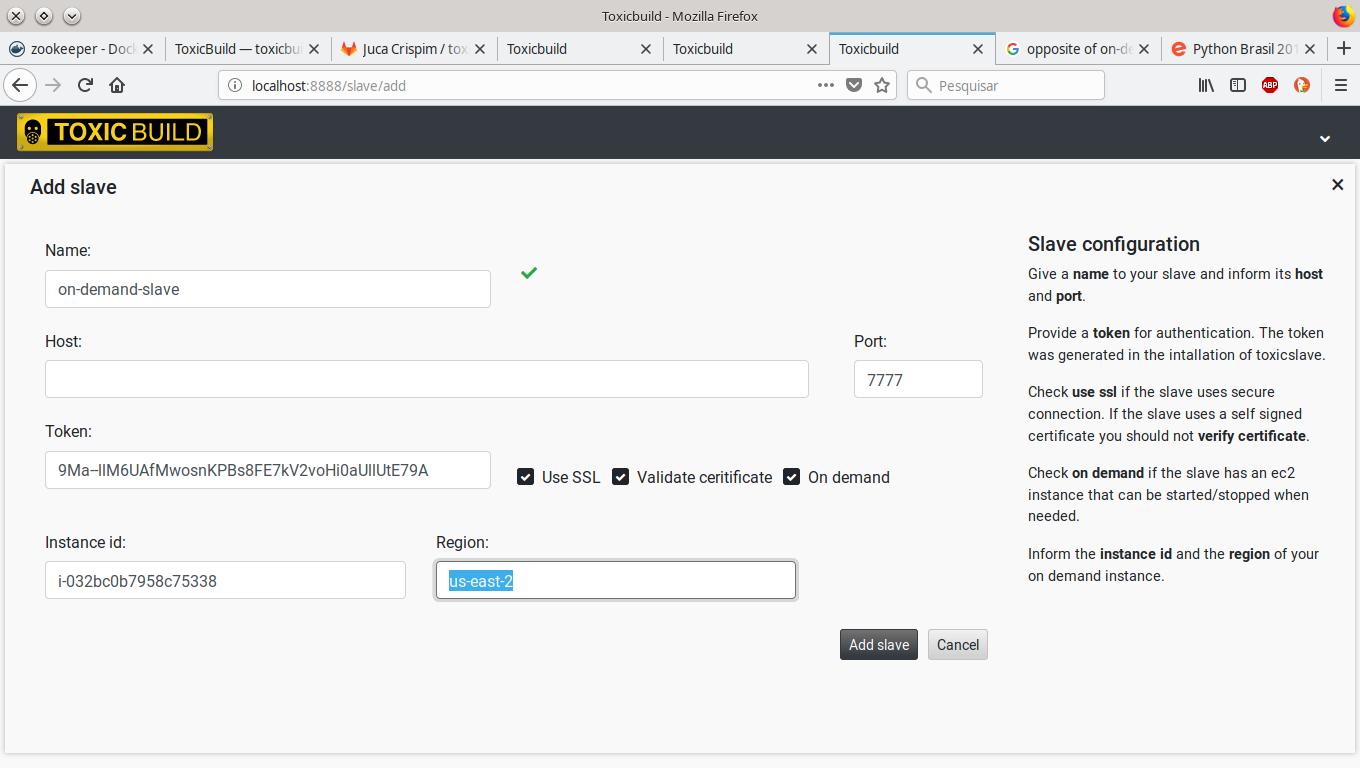 Toxicbuild - Mozilla Firefox
zookeeper - Dock
ToxicBuild — toxicbu
Juca Crispim / tox
Toxicbuild
Toxicbuild
Toxicbuild
opposite of on-de
Python Brasil 201
localhost:8888/slave/add
Pesquisar
ABP
TOXICBUILD
Add slave
Name:
on-demand-slave
Host:
Port:
7777
Token:
Use SSL
Validate ceritificate
On demand
Instance id:
i-032bc0b7958c75338
Region:
us-east-2
Add slave
Cancel
Slave configuration
Give a name to your slave and inform its host
and port.
Provide a token for authentication. The token
was generated in the intallation of toxicslave.
Check use ssl if the slave uses secure
connection. If the slave uses a self signed
certificate you should not verify certificate.
Check on demand if the slave has an ec2
instance that can be started/stopped when
needed.
Inform the instance id and the region of your
on demand instance.